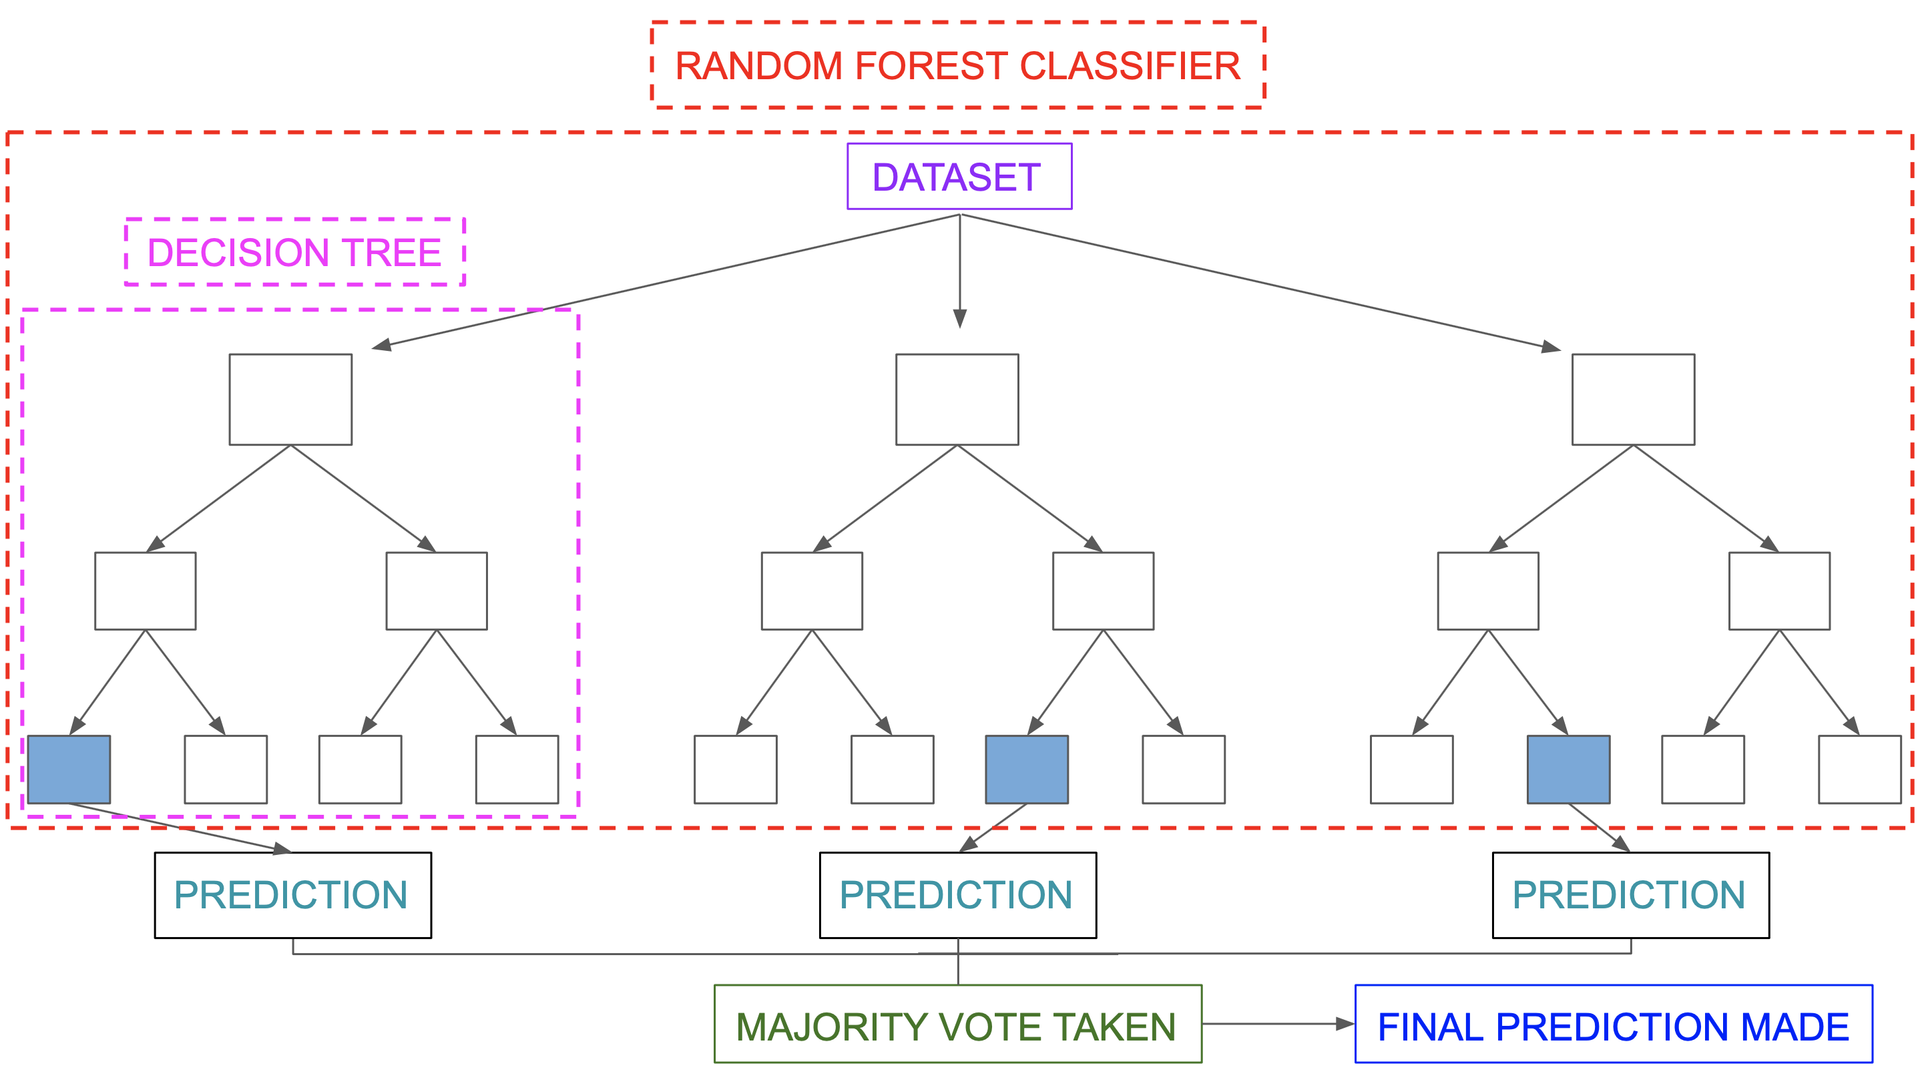 RANDOM FOREST CLASSIFIER
DATASET
DECISION TREE
PREDICTION
PREDICTION
PREDICTION
MAJORITY VOTE TAKEN
FINAL PREDICTION MADE